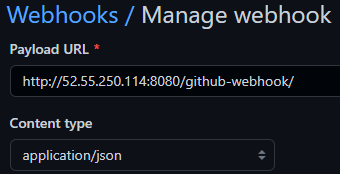 Webhooks / Manage webhook
Payload URL *
http://52.55.250.114:8080/github-webhook/
Content type
application/json